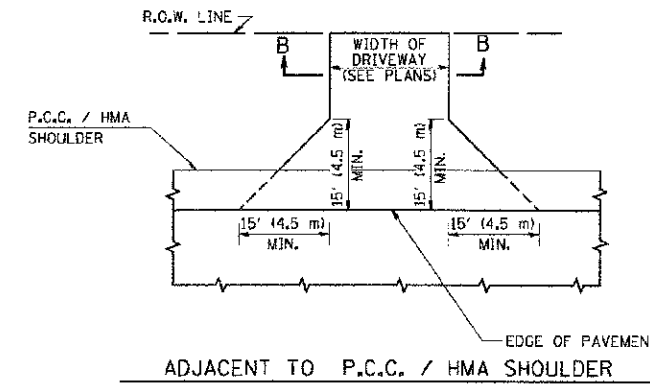 R.O.W. LINE
B
WIDTH OF
DRIVEWAY
(SEE PLANS)
B
P.C.C. / HMA
SHOULDER
15' (4.5 m)
MIN.
15' (4.5 m)
MIN.
15' (4.5 m)
MIN.
15' (4.5 m)
MIN.
EDGE OF PAVEMEN
ADJACENT TO P.C.C. / HMA SHOULDER